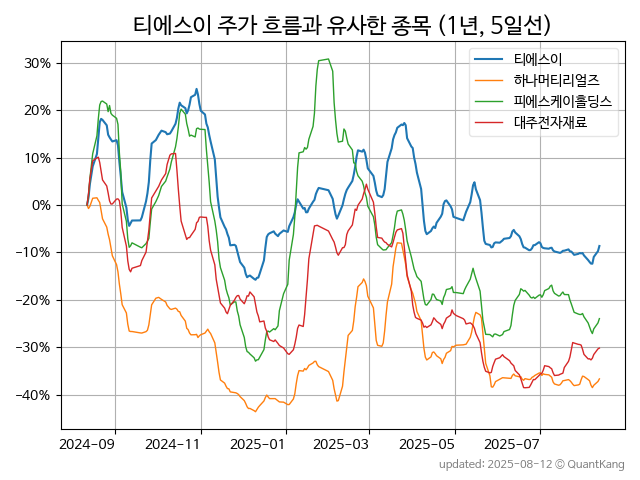 티에스이 주가 흐름과 유사한 종목 (1년, 5일선)
티에스이
하나머티리얼즈
피에스케이홀딩스
대주전자재료
30%
20%
10%
0%
−10%
−20%
−30%
−40%
2024-09 2024-11 2025-01 2025-03 2025-05 2025-07
updated: 2025-08-12 © QuantKang